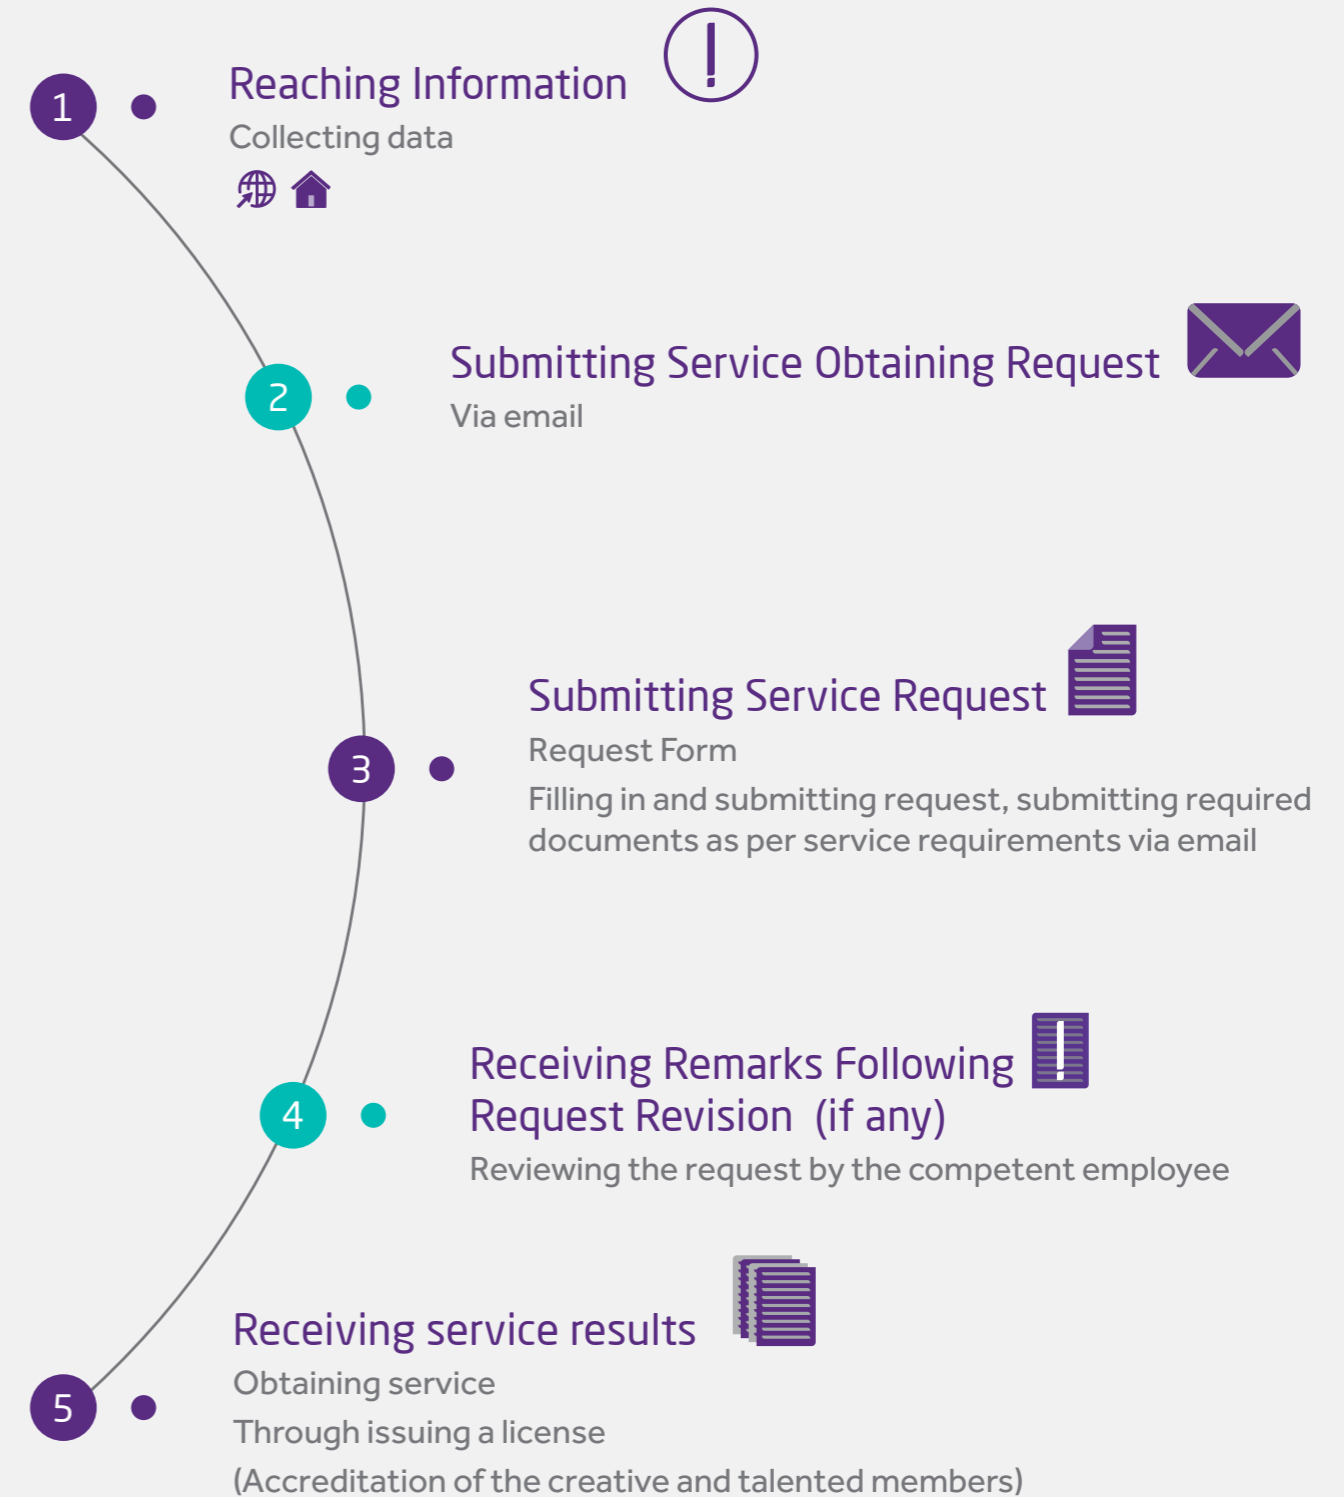 1
Reaching Information
Collecting data
2
Submitting Service Obtaining Request
Via email
3
Submitting Service Request
Request Form
Filling in and submitting request, submitting required
documents as per service requirements via email
4
Receiving Remarks Following
Request Revision (if any)
Reviewing the request by the competent employee
5
Receiving service results
Obtaining service
Through issuing a license
(Accreditation of the creative and talented members)